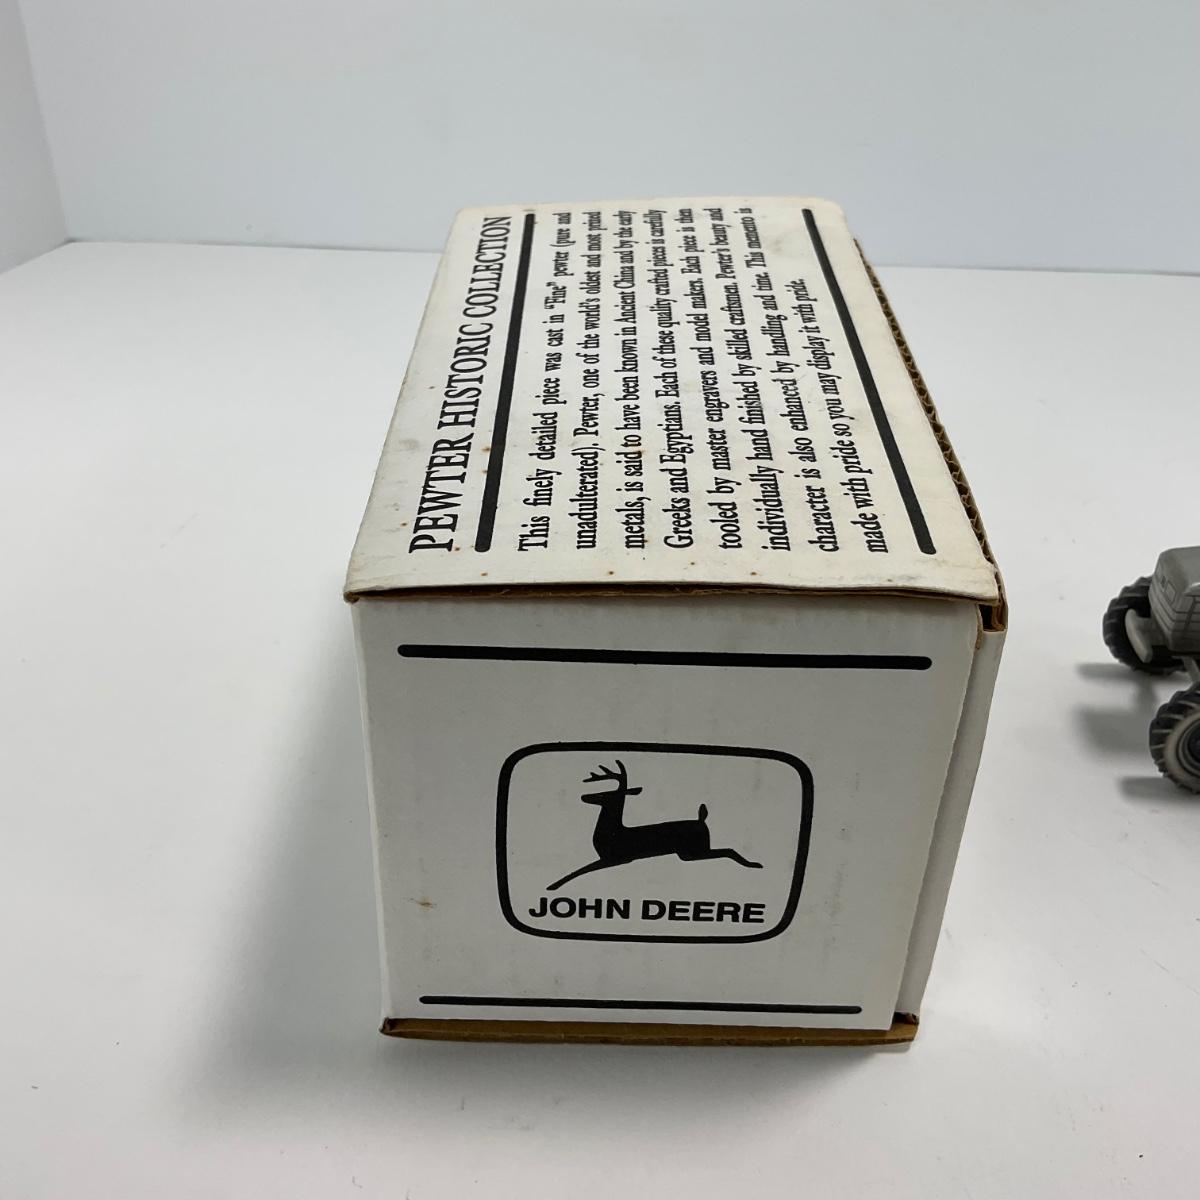 PEWTER HISTORIC COLLECTION
This finely detailed piece was cast in "Fine" pewter (pure and
unadulterated). Pewter, one of the world's oldest and most prized
metals, is said to have been known in Ancient China and by the early
Greeks and Egyptians. Each of these quality crafted pieces is carefully
tooled by master engravers and model makers. Each piece is then
individually hand finished by skilled craftsmen. Pewter's beauty and
character is also enhanced by handling and time. This memento is
made with pride so you may display it with pride.
JOHN DEERE